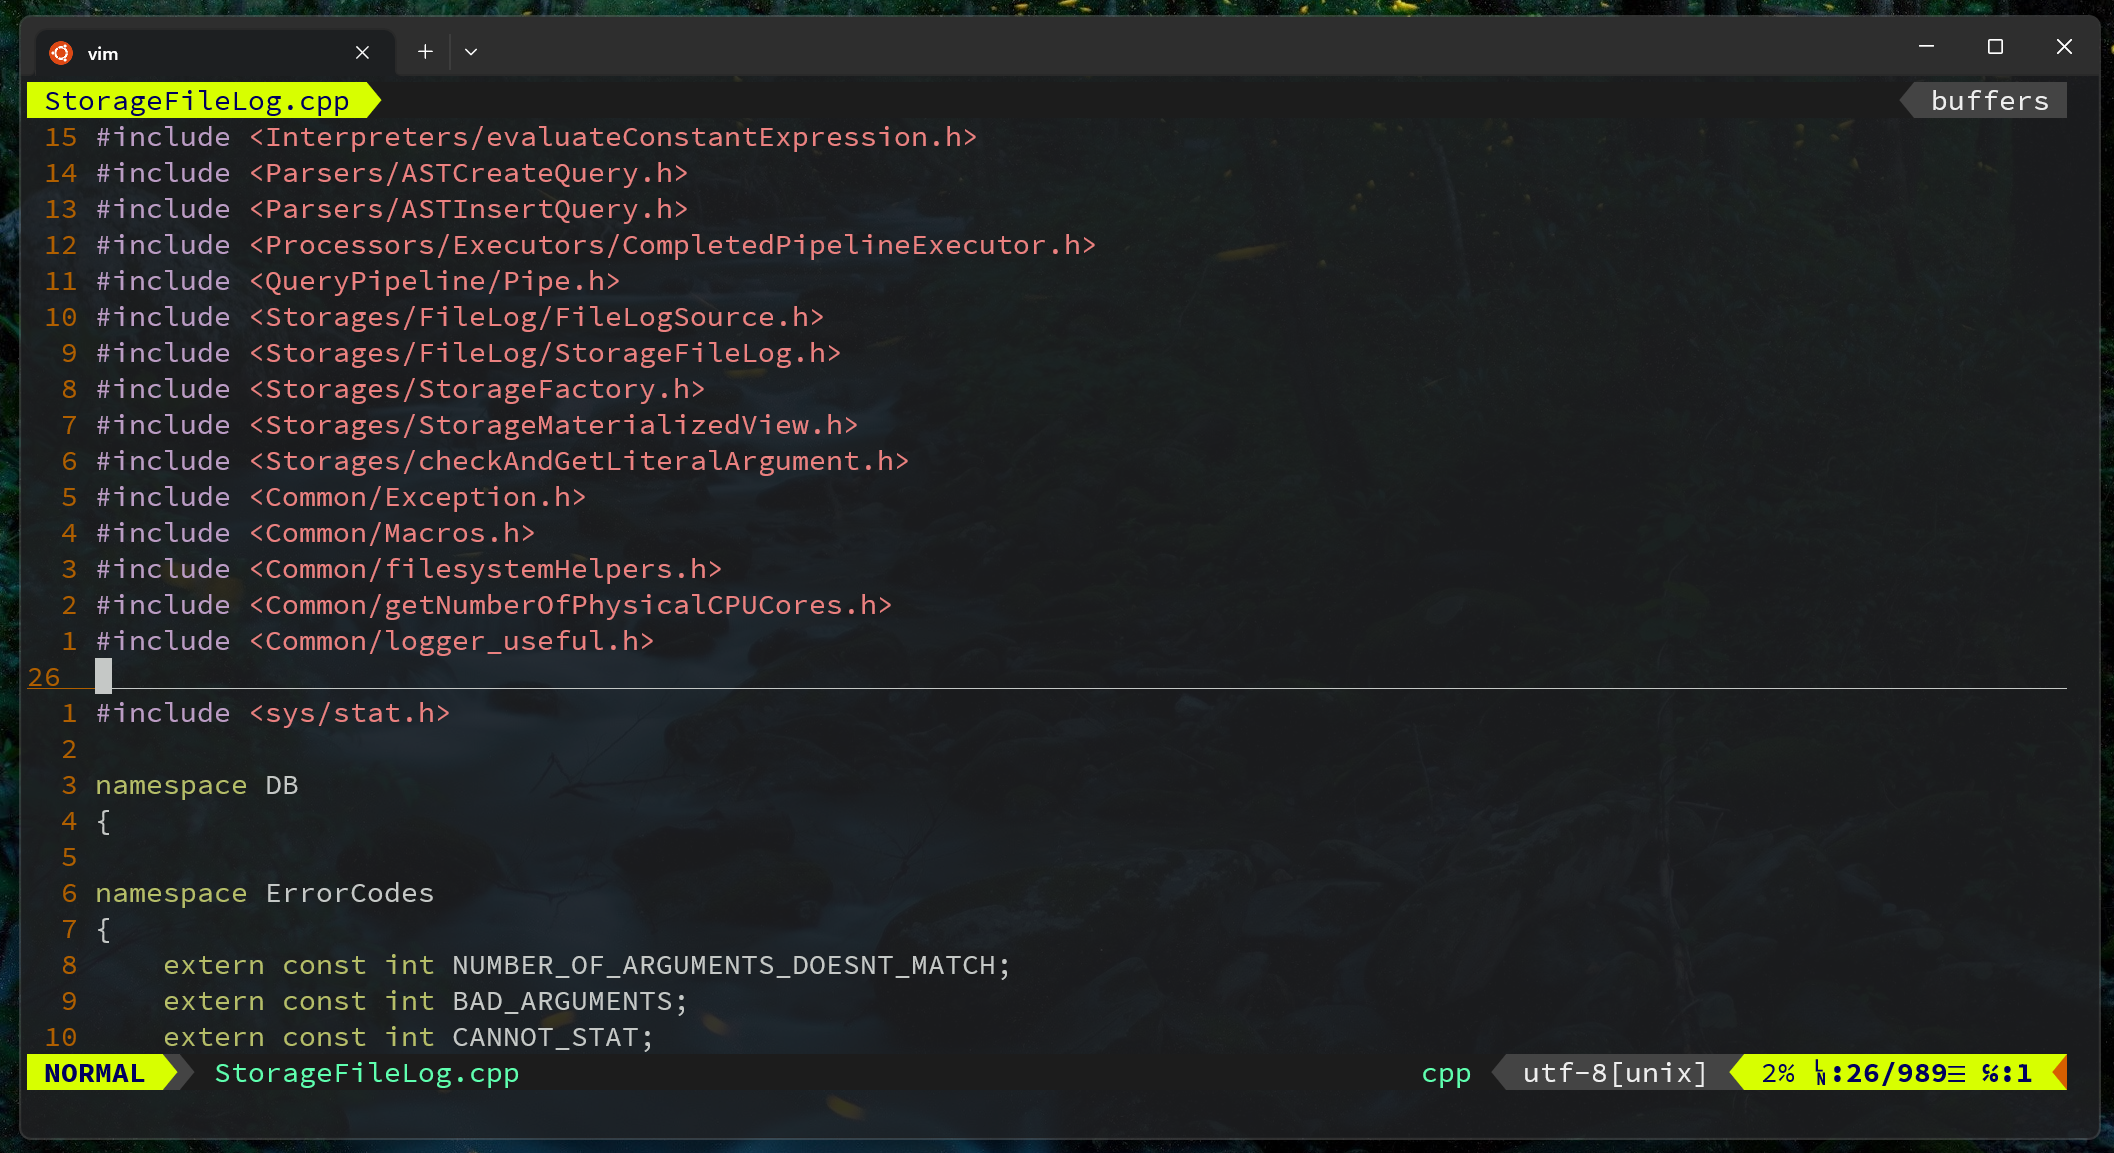 vim
StorageFileLog.cpp buffers
15 #include <Interpreters/evaluateConstantExpression.h>
14 #include <Parsers/ASTCreateQuery.h>
13 #include <Parsers/ASTInsertQuery.h>
12 #include <Processors/Executors/CompletedPipelineExecutor.h>
11 #include <QueryPipeline/Pipe.h>
10 #include <Storages/FileLog/FileLogSource.h>
9 #include <Storages/FileLog/StorageFileLog.h>
8 #include <Storages/StorageFactory.h>
7 #include <Storages/StorageMaterializedView.h>
6 #include <Storages/checkAndGetLiteralArgument.h>
5 #include <Common/Exception.h>
4 #include <Common/Macros.h>
3 #include <Common/filesystemHelpers.h>
2 #include <Common/getNumberOfPhysicalCPUCores.h>
1 #include <Common/logger_useful.h>
26
1 #include <sys/stat.h>
2
3 namespace DB
4 {
5
6 namespace ErrorCodes
7 {
8     extern const int NUMBER_OF_ARGUMENTS_DOESNT_MATCH;
9     extern const int BAD_ARGUMENTS;
10     extern const int CANNOT_STAT;
NORMAL StorageFileLog.cpp cpp utf-8[unix] 2% ␊:26/989☰ ℅:1